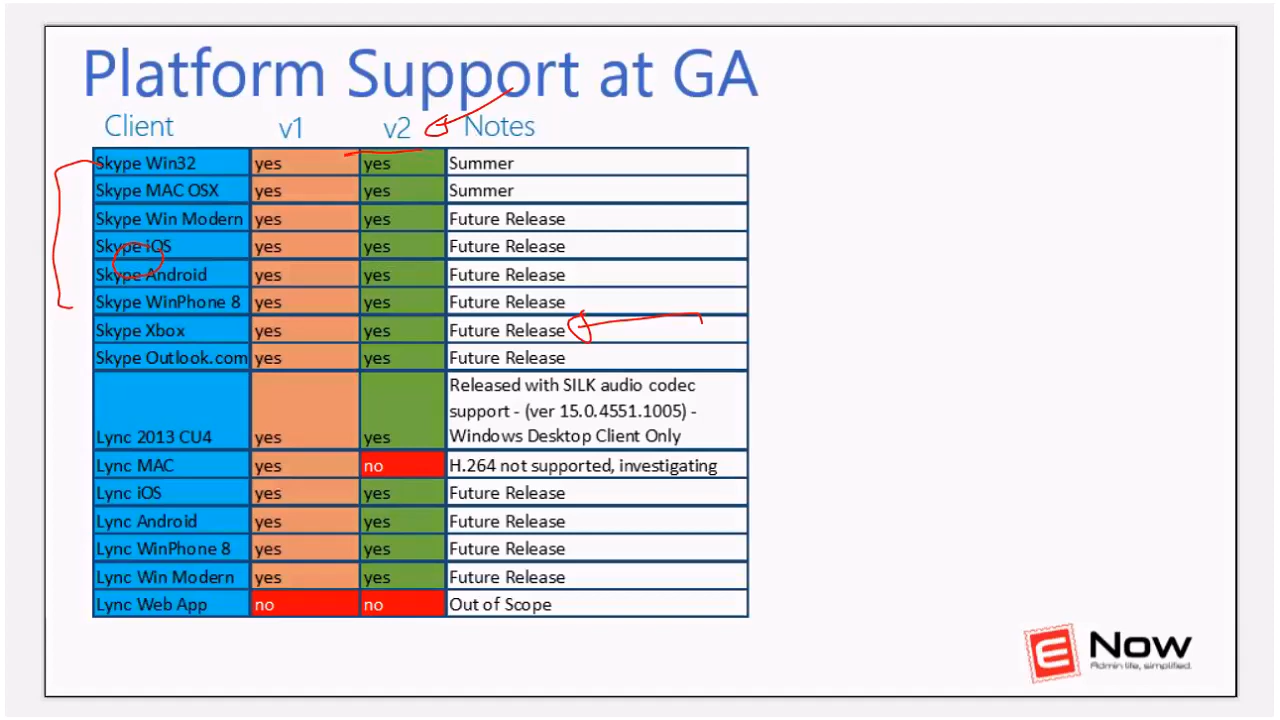 Platform Support at GA
Client v1 v2 Notes
Skype Win32 yes yes Summer
Skype MAC OSX yes yes Summer
Skype Win Modern yes yes Future Release
Skype iOS yes yes Future Release
Skype Android yes yes Future Release
Skype WinPhone 8 yes yes Future Release
Skype Xbox yes yes Future Release
Skype Outlook.com yes yes Future Release
Released with SILK audio codec
support - (ver 15.0.4551.1005) -
Lync 2013 CU4 yes yes Windows Desktop Client Only
Lync MAC yes no H.264 not supported, investigating
Lync iOS yes yes Future Release
Lync Android yes yes Future Release
Lync WinPhone 8 yes yes Future Release
Lync Win Modern yes yes Future Release
Lync Web App no no Out of Scope
E Now
Admin life, simplified.